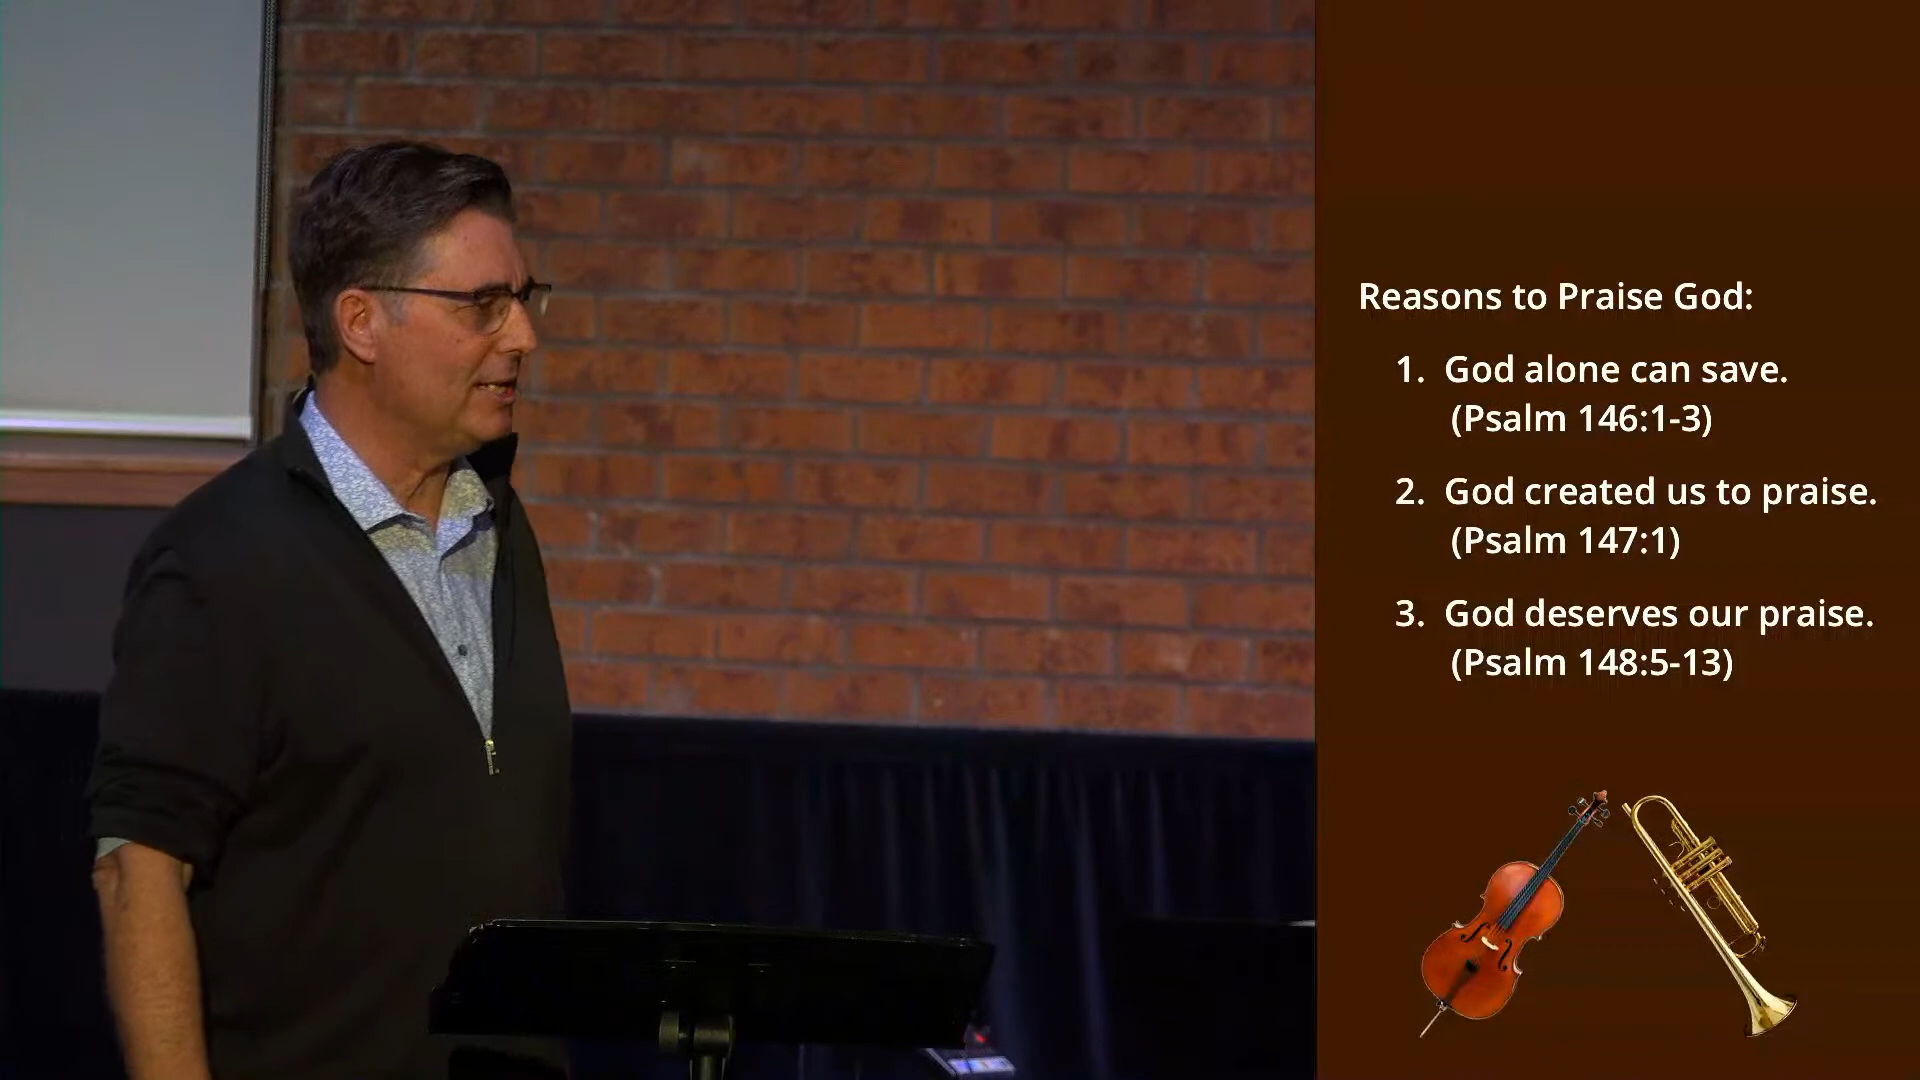 Reasons to Praise God:
1. God alone can save.
(Psalm 146:1-3)
2. God created us to praise.
(Psalm 147:1)
3. God deserves our praise.
(Psalm 148:5-13)